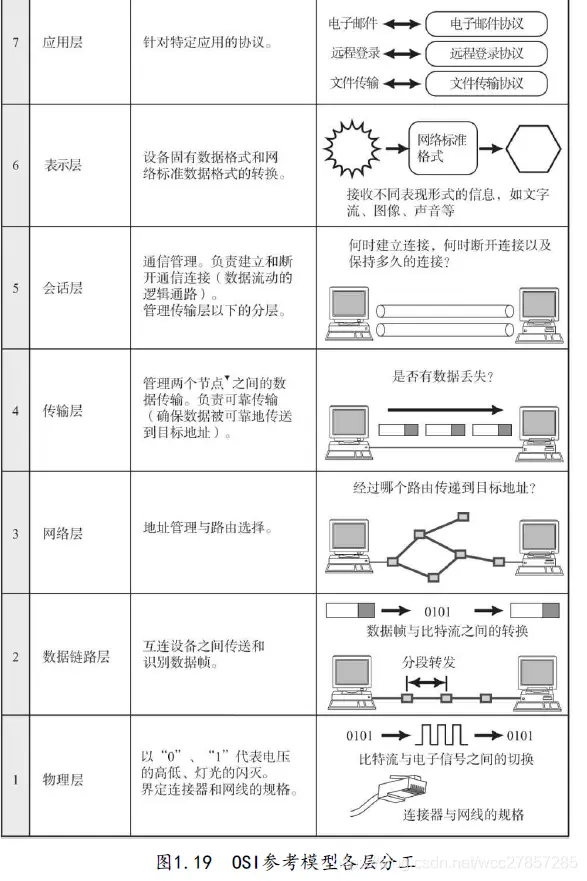 7
应用层
针对特定应用的协议。
电子邮件
电子邮件协议
远程登录
远程登录协议
文件传输
文件传输协议
6
表示层
设备固有数据格式和网
络标准数据格式的转换。
网络标准
格式
接收不同表现形式的信息，如文字
流、图像、声音等
5
会话层
通信管理。负责建立和断
开通信连接（数据流动的
逻辑通路）。
管理传输层以下的分层。
何时建立连接，何时断开连接以及
保持多久的连接？
4
传输层
管理两个节点▼之间的数
据传输。负责可靠传输
（确保数据被可靠地传送
到目标地址）。
是否有数据丢失？
3
网络层
地址管理与路由选择。
经过哪个路由传递到目标地址？
2
数据链路层
互连设备之间传送和
识别数据帧。
0101
数据帧与比特流之间的转换
分段转发
1
物理层
以“0”、“1”代表电压
的高低、灯光的闪灭。
界定连接器和网线的规格。
0101
0101
比特流与电子信号之间的切换
连接器与网线的规格
图1.19 OSI参考模型各层分工
csdn.net/wcc27857285